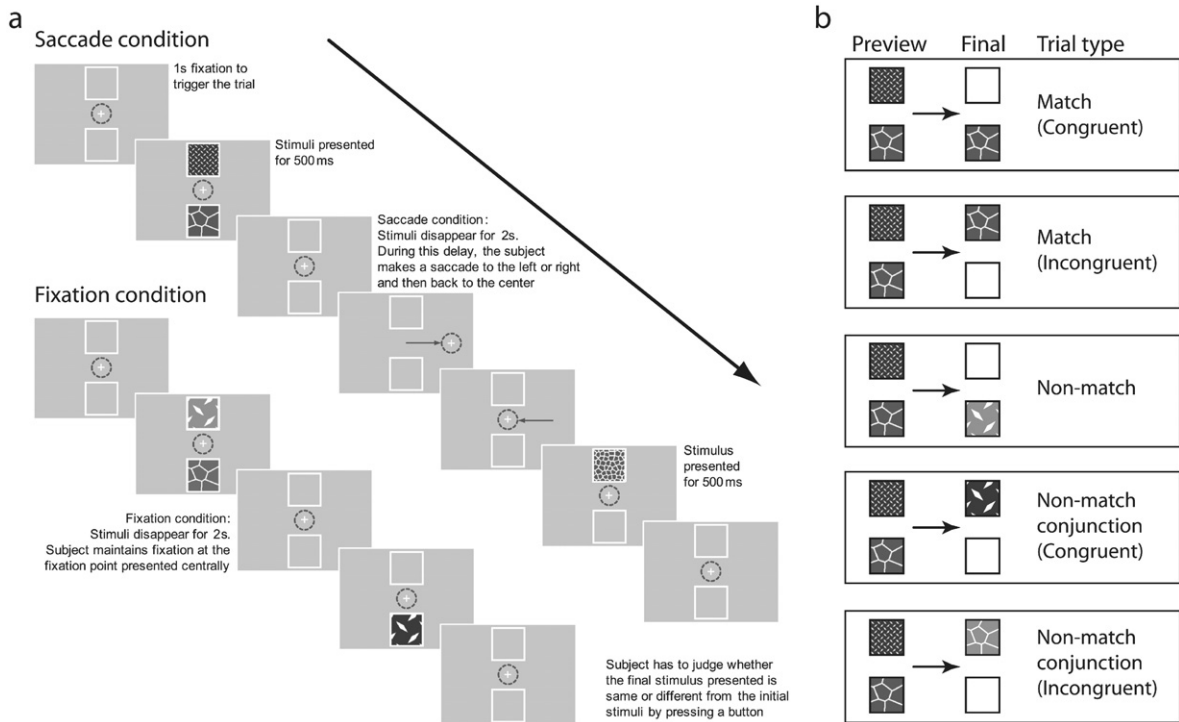 a
Saccade condition
1s fixation to
trigger the trial
Stimuli presented
for 500 ms
Saccade condition:
Stimuli disappear for 2s.
During this delay, the subject
makes a saccade to the left or right
and then back to the center
Stimulus
presented
for 500 ms
Fixation condition
Fixation condition:
Stimuli disappear for 2s.
Subject maintains fixation at the
fixation point presented centrally
Subject has to judge whether
the final stimulus presented is
same or different from the initial
stimuli by pressing a button
b
Preview Final Trial type
Match
(Congruent)
Match
(Incongruent)
Non-match
Non-match
conjunction
(Congruent)
Non-match
conjunction
(Incongruent)